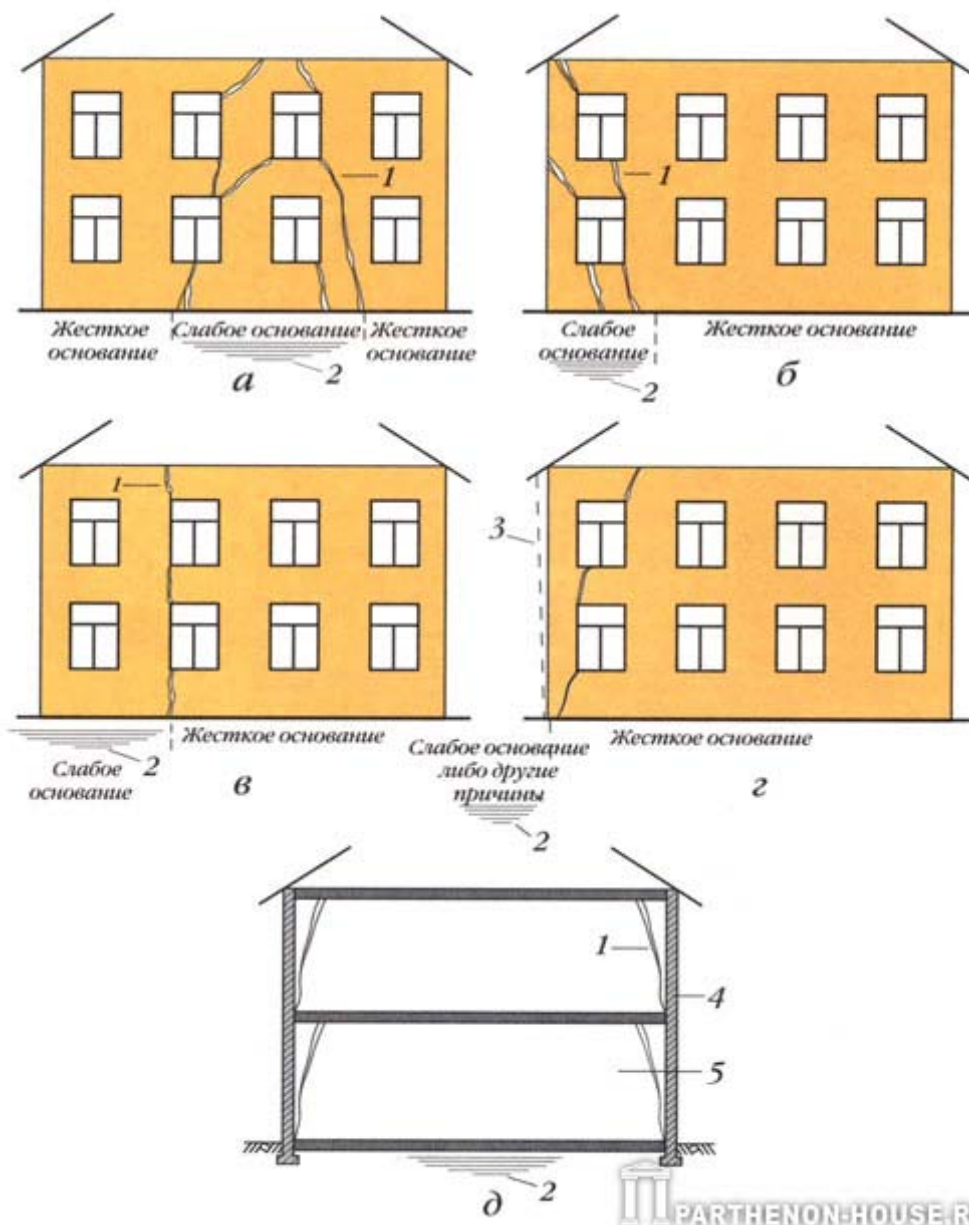 1
1
Жесткое основание
Слабое основание
Жесткое основание
2
а
Слабое основание
Жесткое основание
2
б
1
3
Жесткое основание
2
Слабое основание
в
Слабое основание либо другие причины
Жесткое основание
2
г
1
4
5
2
д
PARTHENON-HOUSE.R